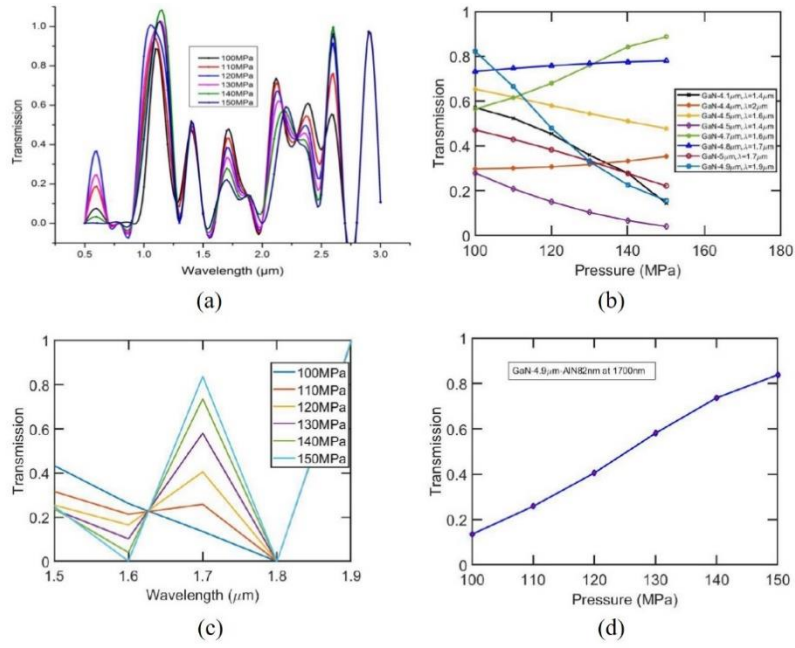 1.0
0.8
0.6
0.4
0.2
0.0
Transmission
100MPa
110MPa
120MPa
130MPa
140MPa
150MPa
0.5 1.0 1.5 2.0 2.5 3.0
Wavelength (μm)
(a)
1
0.8
0.6
0.4
0.2
0
Transmission
GaN-4.1μm,λ=1.4μm
GaN-4.4μm,λ=2μm
GaN-4.5μm,λ=1.6μm
GaN-4.5μm,λ=1.4μm
GaN-4.7μm,λ=1.6μm
GaN-4.8μm,λ=1.7μm
GaN-5μm,λ=1.7μm
GaN-4.9μm,λ=1.9μm
100 120 140 160 180
Pressure (MPa)
(b)
1
0.8
0.6
0.4
0.2
0
Transmission
100MPa
110MPa
120MPa
130MPa
140MPa
150MPa
1.5 1.6 1.7 1.8 1.9
Wavelength (μm)
(c)
1
0.8
0.6
0.4
0.2
0
Transmission
GaN-4.9μm-AlN82nm at 1700nm
100 110 120 130 140 150
Pressure (MPa)
(d)